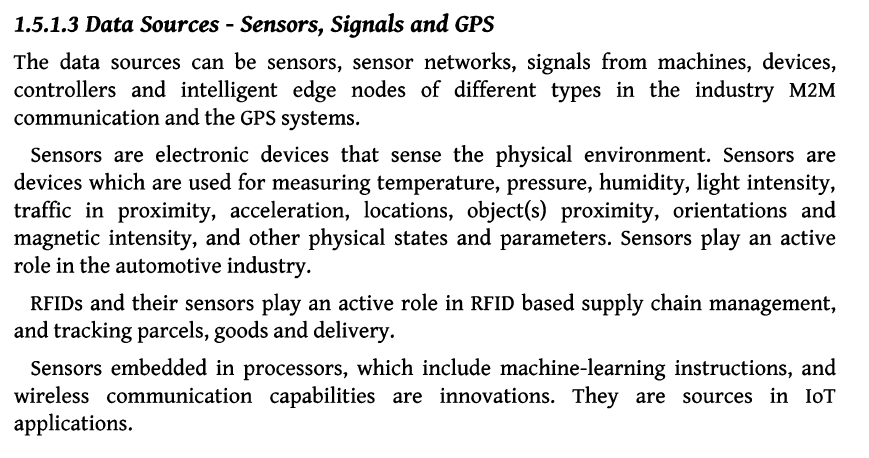 1.5.1.3 Data Sources - Sensors, Signals and GPS
The data sources can be sensors, sensor networks, signals from machines, devices,
controllers and intelligent edge nodes of different types in the industry M2M
communication and the GPS systems.
Sensors are electronic devices that sense the physical environment. Sensors are
devices which are used for measuring temperature, pressure, humidity, light intensity,
traffic in proximity, acceleration, locations, object(s) proximity, orientations and
magnetic intensity, and other physical states and parameters. Sensors play an active
role in the automotive industry.
RFIDs and their sensors play an active role in RFID based supply chain management,
and tracking parcels, goods and delivery.
Sensors embedded in processors, which include machine-learning instructions, and
wireless communication capabilities are innovations. They are sources in IoT
applications.